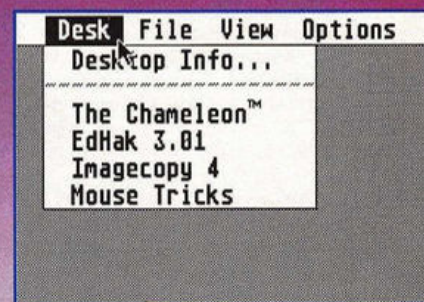 Desk File View Options
Desktop Info...
The Chameleon™
EdHak 3.01
Imagecopy 4
Mouse Tricks